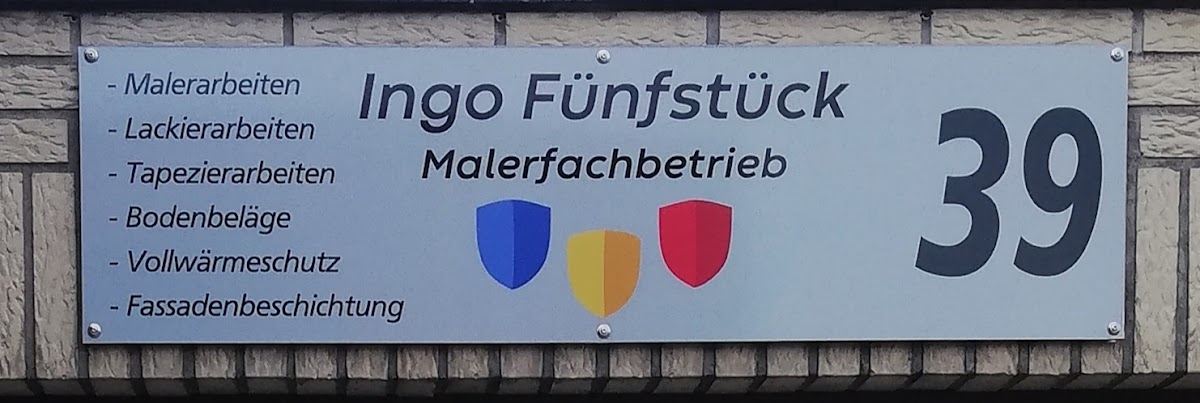 - Malerarbeiten
- Lackierarbeiten
- Tapezierarbeiten
- Bodenbeläge
- Vollwärmeschutz
- Fassadenbeschichtung
Ingo Fünfstück
Malerfachbetrieb
39